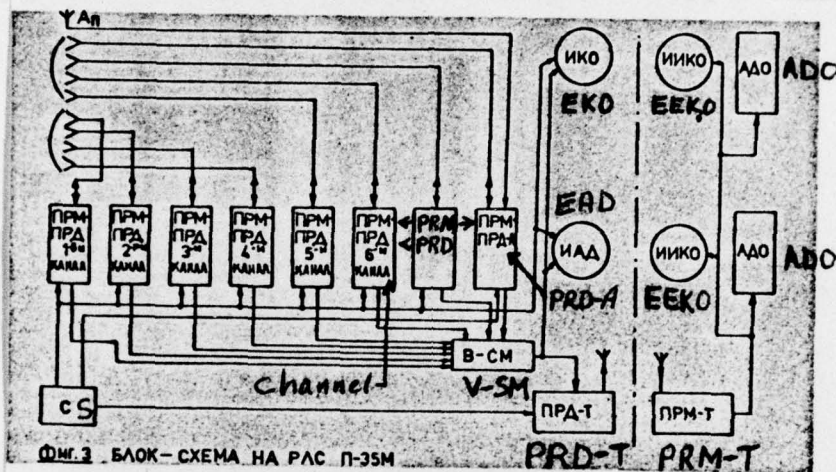 Ап
ИКО
ИИКО
АДО
ADO
ЕКО
ЕЕКО
EAD
ПРМ-ПРД 1-ви КАНАЛ
ПРМ-ПРД 2-ри КАНАЛ
ПРМ-ПРД 3-ти КАНАЛ
ПРМ-ПРД 4-ти КАНАЛ
ПРМ-ПРД 5-ти КАНАЛ
ПРМ-ПРД 6-ти КАНАЛ
PRM
PRD
ПРМ-ПРД-А
ИАД
ИИКО
АДО
ADO
PRD-A
EEKO
В-СМ
Channel
V-SM
СS
ПРД-Т
ПРМ-Т
PRD-T
PRM-T
Фиг.3 БЛОК-СХЕМА НА РЛС П-35М